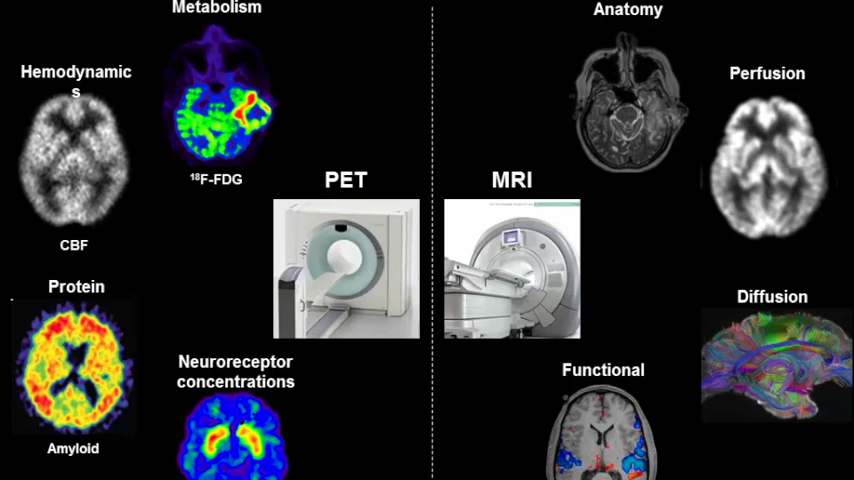 Metabolism
Anatomy
Hemodynamic
s
Perfusion
¹⁸F-FDG
PET
MRI
CBF
Protein
Diffusion
Neuroreceptor
concentrations
Functional
Amyloid